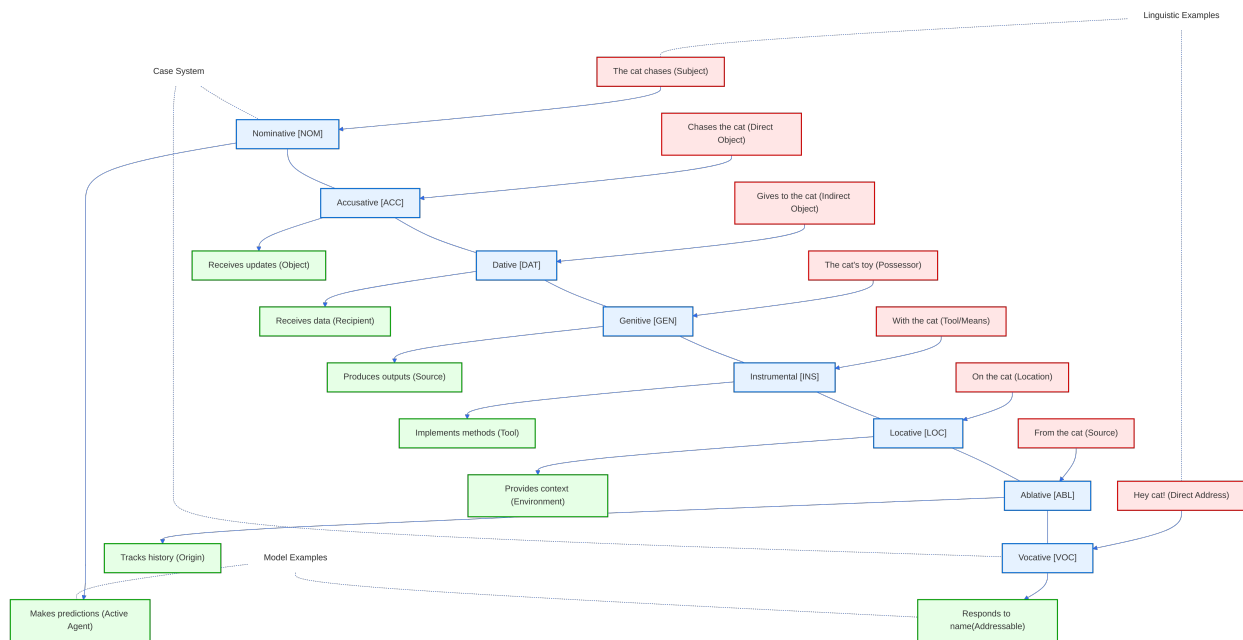 Linguistic Examples
Case System
The cat chases (Subject)
Nominative [NOM]
Chases the cat (Direct
Object)
Accusative [ACC]
Gives to the cat (Indirect
Object)
Receives updates (Object)
Dative [DAT]
The cat's toy (Possessor)
Receives data (Recipient)
Genitive [GEN]
With the cat (Tool/Means)
Produces outputs (Source)
Instrumental [INS]
On the cat (Location)
Implements methods (Tool)
Locative [LOC]
From the cat (Source)
Provides context
(Environment)
Ablative [ABL]
Hey cat! (Direct Address)
Tracks history (Origin)
Model Examples
Vocative [VOC]
Makes predictions (Active
Agent)
Responds to
name(Addressable)